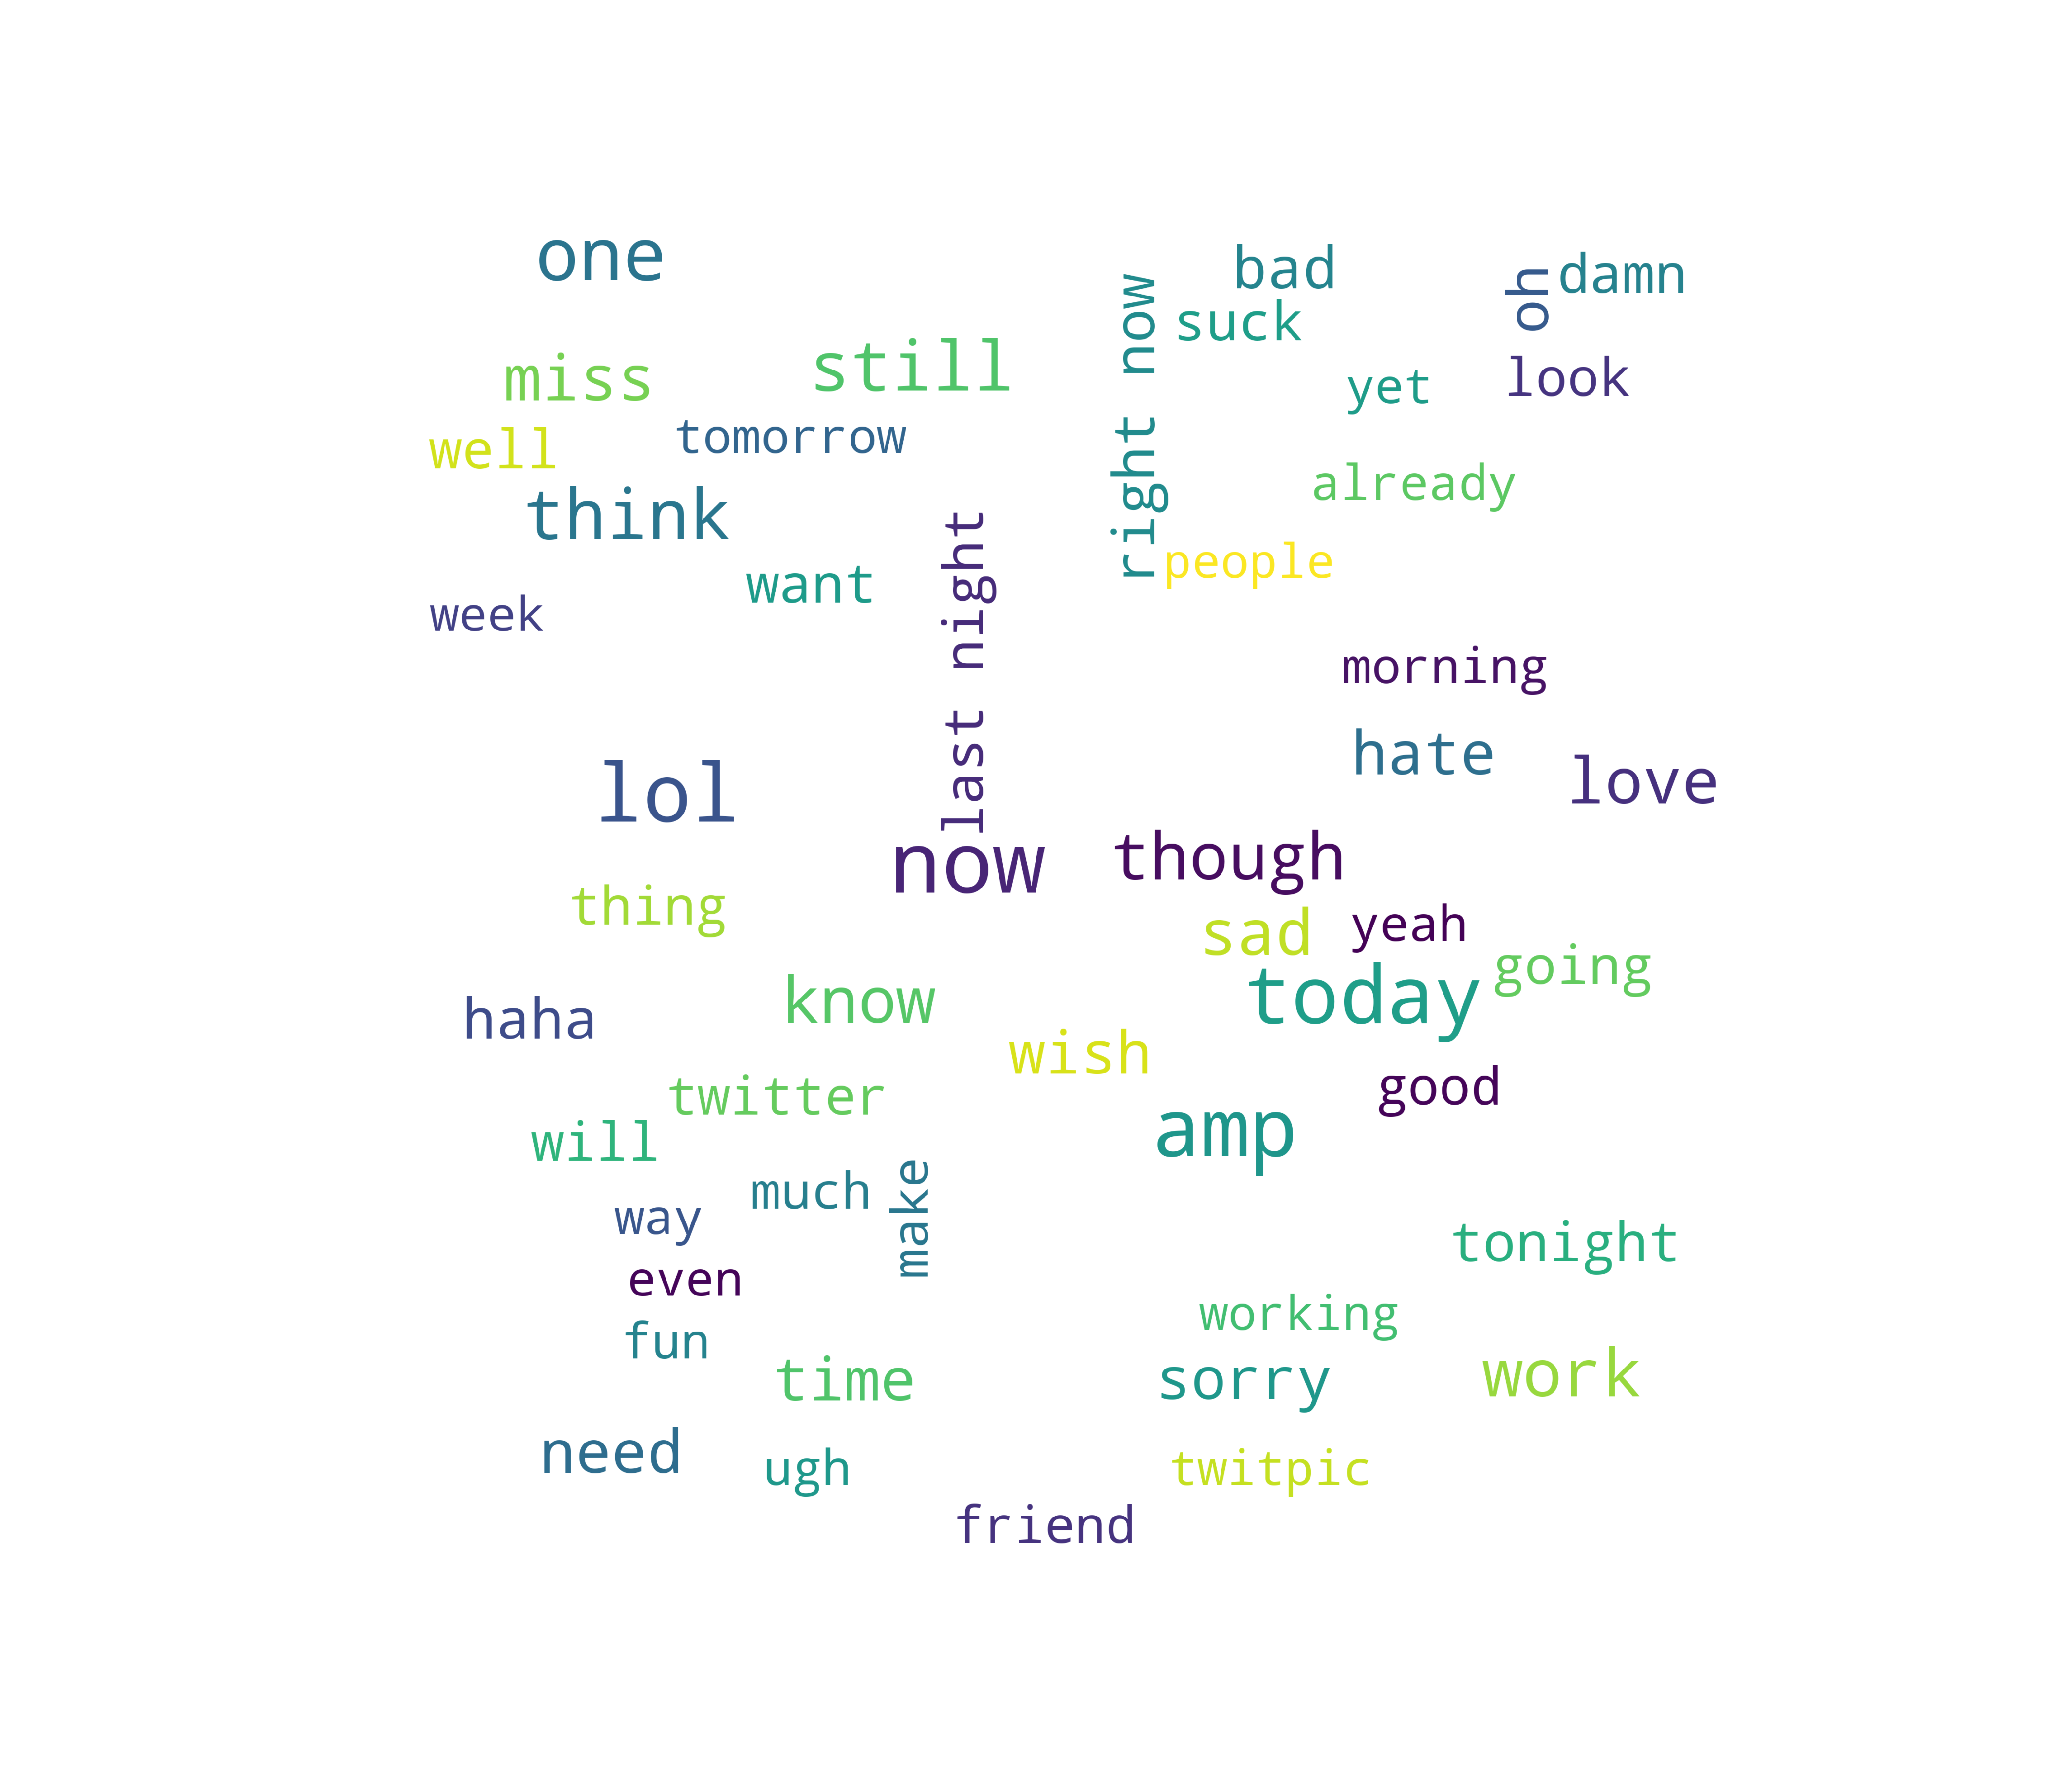 one
bad
damn
oh
suck
right now
still
miss
yet
look
tomorrow
well
already
think
people
want
last night
week
morning
hate
love
lol
now
though
thing
sad
yeah
going
today
know
haha
wish
good
twitter
amp
will
much
make
way
tonight
even
working
fun
time
sorry
work
need
ugh
twitpic
friend